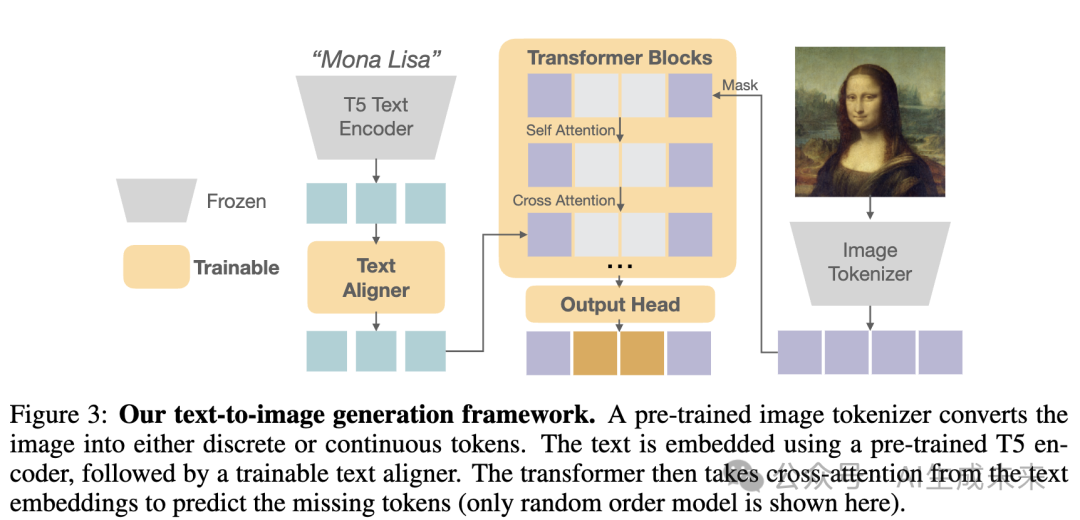 “Mona Lisa”
T5 Text
Encoder
Frozen
Trainable
Text
Aligner
Transformer Blocks
Mask
Self Attention
Cross Attention
...
Output Head
Image
Tokenizer
Figure 3: Our text-to-image generation framework. A pre-trained image tokenizer converts the
image into either discrete or continuous tokens. The text is embedded using a pre-trained T5 en-
coder, followed by a trainable text aligner. The transformer then takes cross-attention from the text
embeddings to predict the missing tokens (only random order model is shown here).
公众号 · AI生成未来